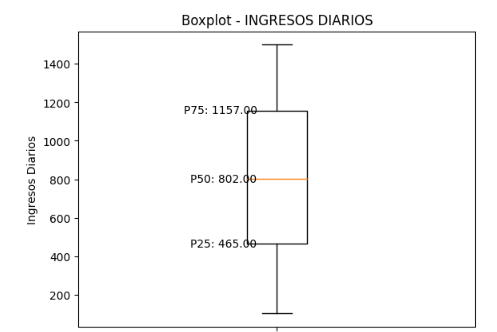 Boxplot - INGRESOS DIARIOS
1400
1200
P75: 1157.00
1000
Ingresos Diarios
800
P50: 802.00
600
400
P25: 465.00
200